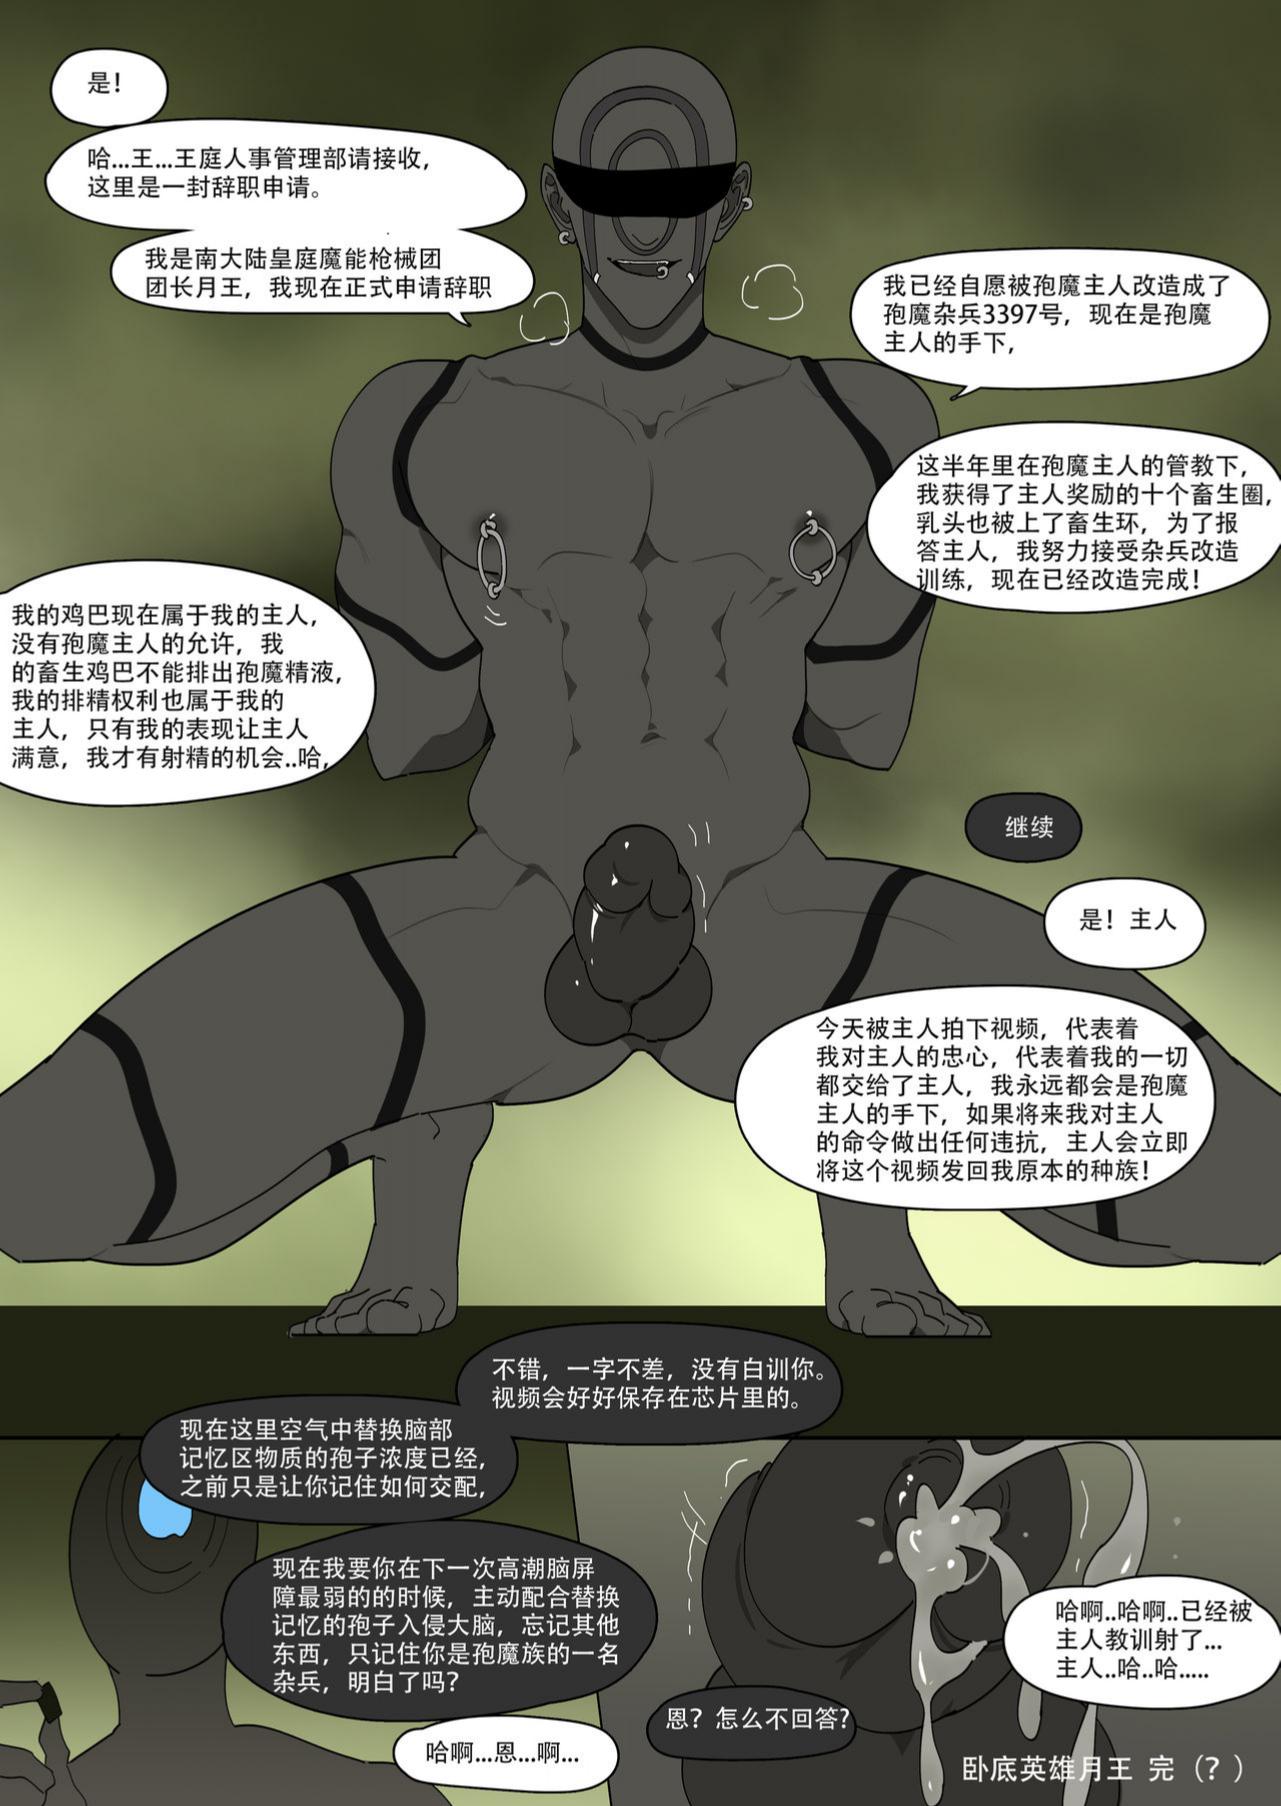 是！
哈...王...王庭人事管理部请接收，
这里是一封辞职申请。
我是南大陆皇庭魔能枪械团
团长月王，我现在正式申请辞职
我已经自愿被孢魔主人改造成了
孢魔杂兵3397号，现在是孢魔
主人的手下，
这半年里在孢魔主人的管教下，
我获得了主人奖励的十个畜生圈，
乳头也被上了畜生环，为了报
答主人，我努力接受杂兵改造
训练，现在已经改造完成！
我的鸡巴现在属于我的主人，
没有孢魔主人的允许，我
的畜生鸡巴不能排出孢魔精液，
我的排精权利也属于我的
主人，只有我的表现让主人
满意，我才有射精的机会..哈，
继续
是！主人
今天被主人拍下视频，代表着
我对主人的忠心，代表着我的一切
都交给了主人，我永远都会是孢魔
主人的手下，如果将来我对主人
的命令做出任何违抗，主人会立即
将这个视频发回我原本的种族！
不错，一字不差，没有白训你。
视频会好好保存在芯片里的。
现在这里空气中替换脑部
记忆区物质的孢子浓度已经，
之前只是让你记住如何交配，
现在我要你在下一次高潮脑屏
障最弱的的时候，主动配合替换
记忆的孢子入侵大脑，忘记其他
东西，只记住你是孢魔族的一名
杂兵，明白了吗？
哈啊...恩...啊...
恩？怎么不回答？
哈啊..哈啊..已经被
主人教训射了...
主人..哈..哈.....
卧底英雄月王 完（？）